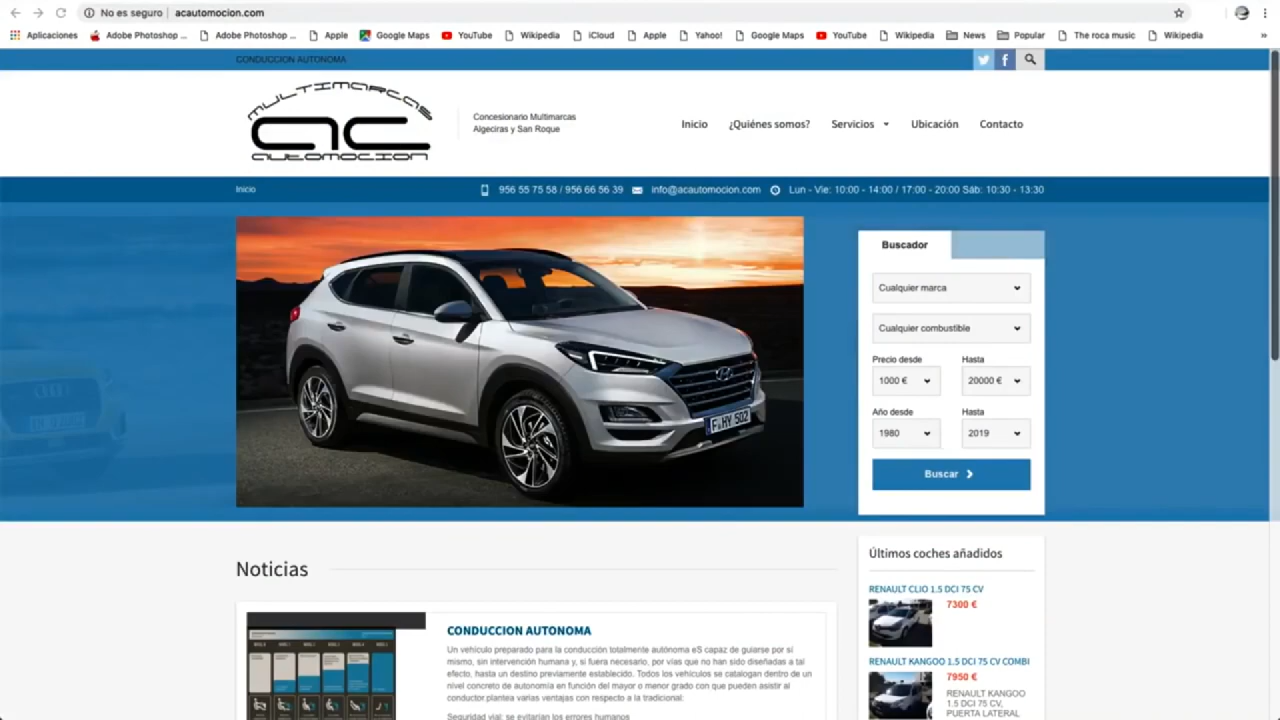 No es seguro | acautomocion.com
Aplicaciones Adobe Photoshop ... Adobe Photoshop ... Apple Google Maps YouTube Wikipedia iCloud Apple Yahoo! Google Maps YouTube Wikipedia News Popular The roca music Wikipedia »
CONDUCCION AUTONOMA
MULTIMARCAS
ac
automocion
Concesionario Multimarcas
Algeciras y San Roque
Inicio ¿Quiénes somos? Servicios Ubicación Contacto
Inicio
956 55 75 58 / 956 66 56 39 info@acautomocion.com Lun - Vie: 10:00 - 14:00 / 17:00 - 20:00 Sáb: 10:30 - 13:30
F HY 502
Buscador
Cualquier marca
Cualquier combustible
Precio desde Hasta
1000 € 20000 €
Año desde Hasta
1980 2019
Buscar
Noticias
CONDUCCION AUTONOMA
Un vehículo preparado para la conducción totalmente autónoma eS capaz de guiarse por sí
mismo, sin intervención humana y, si fuera necesario, por vías que no han sido diseñadas a tal
efecto, hasta un destino previamente establecido. Todos los vehículos se catalogan dentro de un
nivel concreto de autonomía en función del mayor o menor grado con que pueden asistir al
conductor plantea varias ventajas con respecto a la tradicional:
Seguridad vial: se evitarían los errores humanos
Últimos coches añadidos
RENAULT CLIO 1.5 DCI 75 CV
7300 €
RENAULT KANGOO 1.5 DCI 75 CV COMBI
7950 €
RENAULT KANGOO
1.5 DCI 75 CV,
PUERTA LATERAL